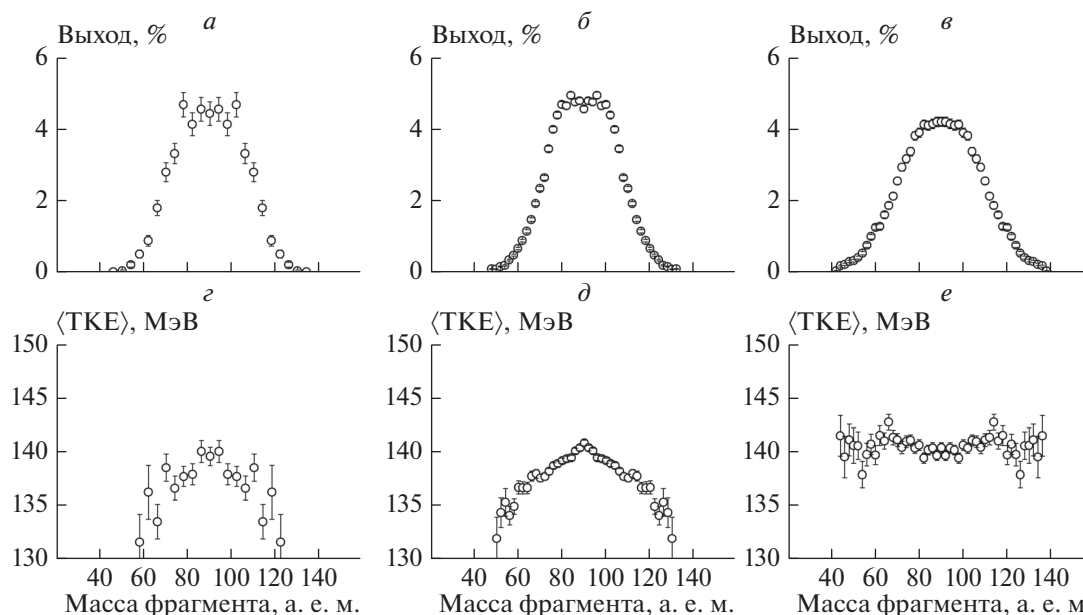 а б в
Выход, % Выход, % Выход, %
6 6 6
4 4 4
2 2 2
0 0 0
г д е
⟨TKE⟩, МэВ ⟨TKE⟩, МэВ ⟨TKE⟩, МэВ
150 150 150
145 145 145
140 140 140
135 135 135
130 130 130
40 60 80 100 120 140 40 60 80 100 120 140 40 60 80 100 120 140
Масса фрагмента, а. е. м. Масса фрагмента, а. е. м. Масса фрагмента, а. е. м.